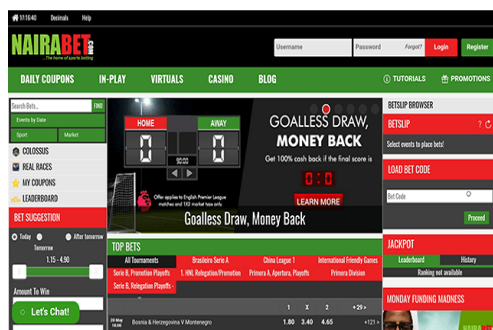 17:16:40 Decimals Help
NAIRABET.COM
...The home of sports betting
Username Password Forgot? Login Register
DAILY COUPONS IN-PLAY VIRTUALS CASINO BLOG TUTORIALS PROMOTIONS
Search Bets... FIND
Events by Date
Sport Market
COLOSSUS
REAL RACES
MY COUPONS
LEADERBOARD
BET SUGGESTION
Today Tomorrow After tomorrow
1.15 - 4.90
Amount To Win
Let's Chat!
HOME AWAY
0 0
90:00
GOALLESS DRAW,
MONEY BACK
Get 100% cash back if the final score is
0:0
Offer applies to English Premier League
matches and 1X2 market type only
LEARN MORE
Goalless Draw, Money Back
TOP BETS
All Tournaments Brasileiro Serie A China League 1 International Friendly Games
Serie B, Promotion Playoffs 1. HNL Relegation/Promotion Primera A, Apertura, Playoffs Primera Division
Serie B, Relegation Playoffs -
1 X 2 +29>
28 May
Bosnia & Herzegovina V Montenegro 1.80 3.40 4.65 +121>
BETSLIP BROWSER
BETSLIP ?
Select events to place bets!
LOAD BET CODE
Bet Code
Proceed
JACKPOT
Leaderboard History
Ranking not available
MONDAY FUNDING MADNESS